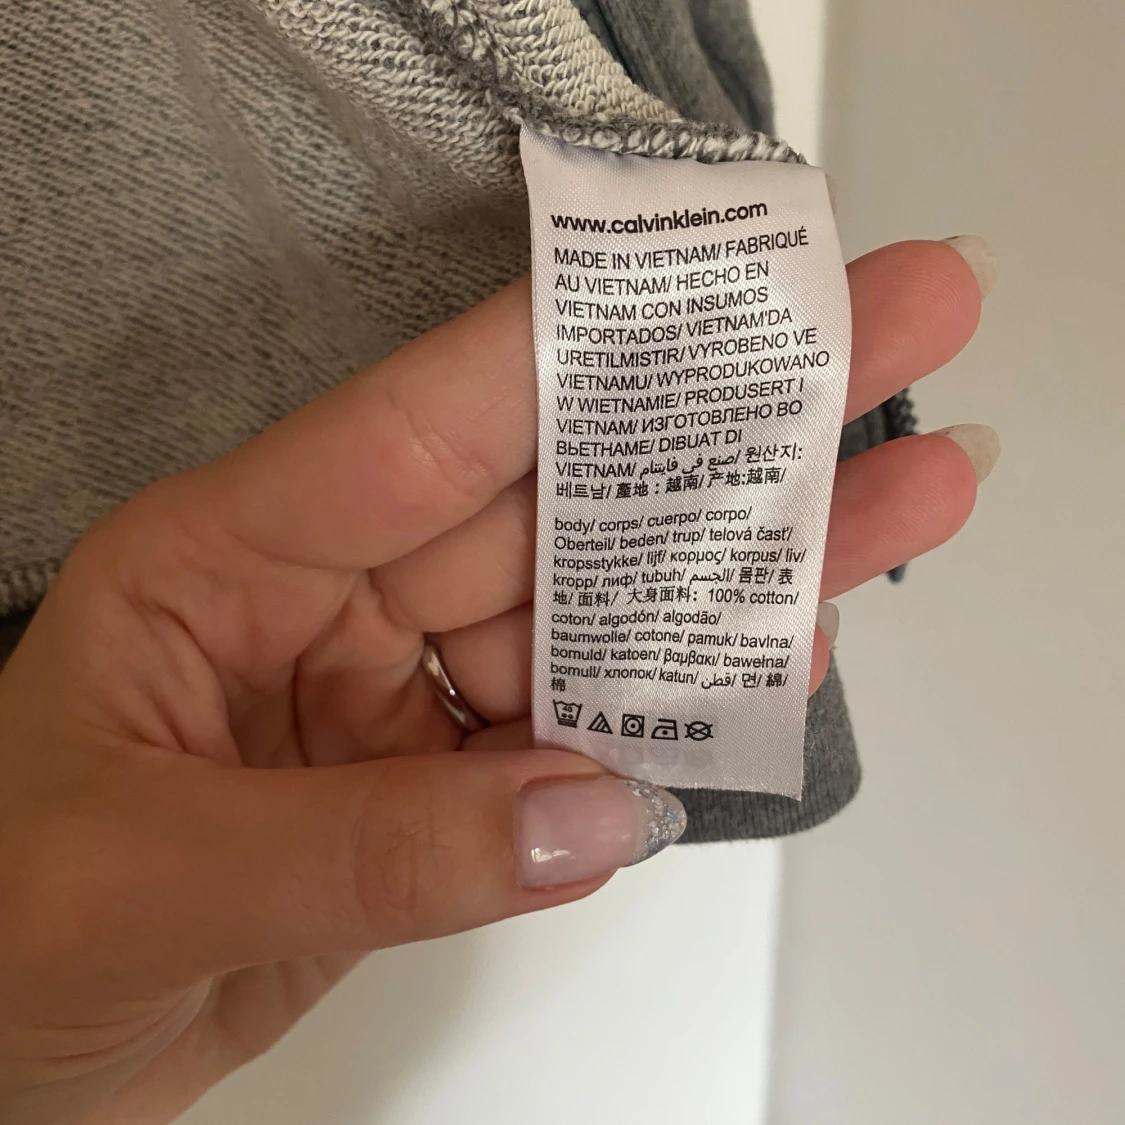 www.calvinklein.com
MADE IN VIETNAM/ FABRIQUÉ
AU VIETNAM/ HECHO EN
VIETNAM CON INSUMOS
IMPORTADOS/ VIETNAM'DA
URETILMISTIR/ VYROBENO VE
VIETNAMU/ WYPRODUKOWANO
W WIETNAMIE/ PRODUSERT I
VIETNAM/ ИЗГОТОВЛЕНО ВО
ВЬЕТНАМЕ/ DIBUAT DI
VIETNAM/ صنع في فايتنام/ 원산지:
베트남/ 產地 : 越南/ 产地:越南/
body/ corps/ cuerpo/ corpo/
Oberteil/ beden/ trup/ telová čast'/
kropsstykke/ lijf/ κορμος/ korpus/ liv/
kropp/ лиф/ tubuh/ الجسم/ 몸판/ 表
地/ 面料/ 大身面料: 100% cotton/
coton/ algodón/ algodão/
baumwolle/ cotone/ pamuk/ bavlna/
bomuld/ katoen/ βαμβακι/ bawełna/
bomull/ хлопок/ katun/ قطن/ 면/ 綿/
棉
40